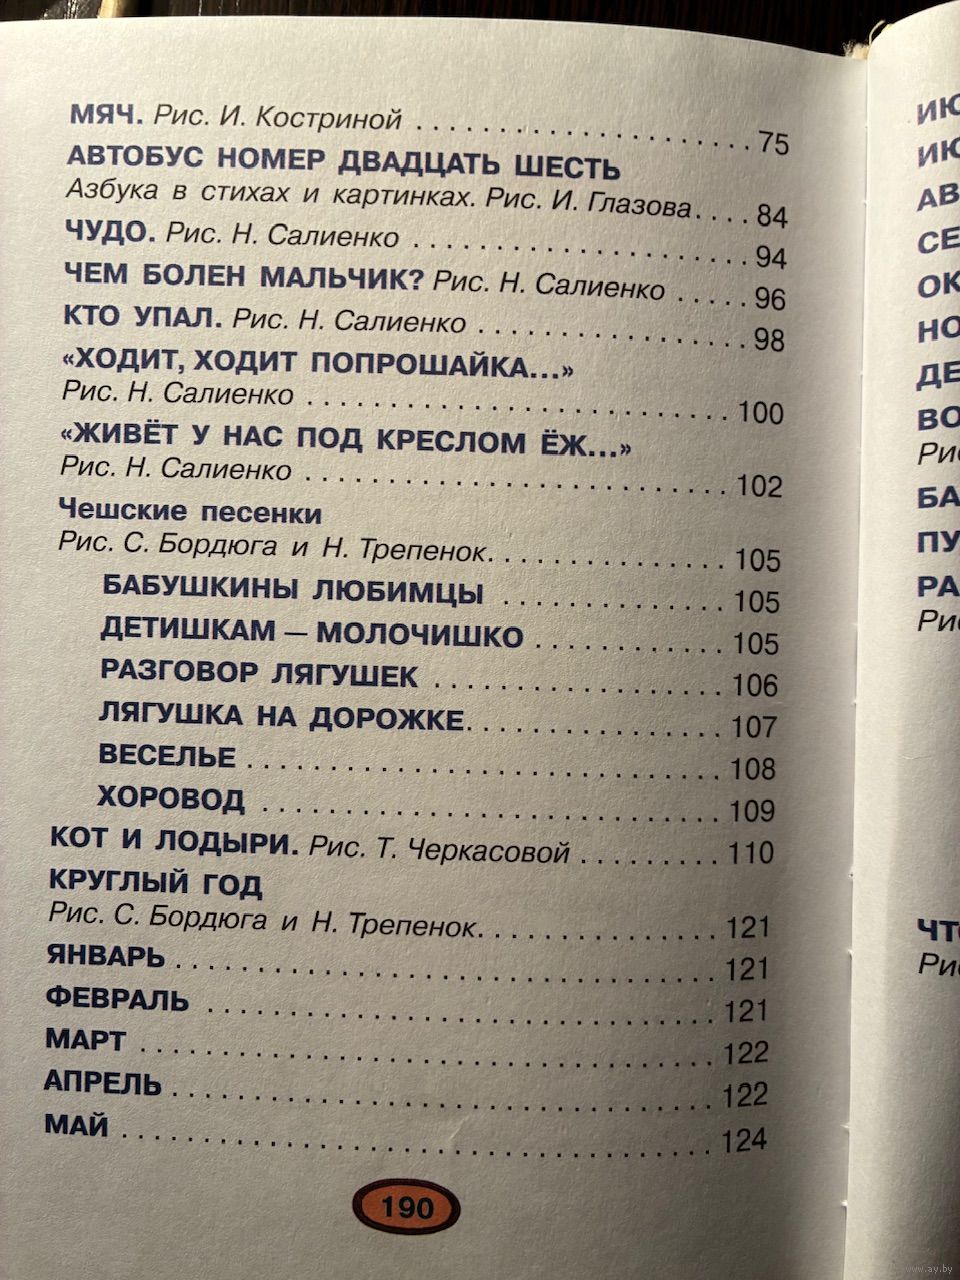 МЯЧ. Рис. И. Костриной . . . . . . . . . . . . . . . . . . . . . 75
АВТОБУС НОМЕР ДВАДЦАТЬ ШЕСТЬ
Азбука в стихах и картинках. Рис. И. Глазова. . . . 84
ЧУДО. Рис. Н. Салиенко . . . . . . . . . . . . . . . . . . . . . 94
ЧЕМ БОЛЕН МАЛЬЧИК? Рис. Н. Салиенко . . . . . 96
КТО УПАЛ. Рис. Н. Салиенко . . . . . . . . . . . . . . . . . 98
«ХОДИТ, ХОДИТ ПОПРОШАЙКА...»
Рис. Н. Салиенко . . . . . . . . . . . . . . . . . . . . . . . . . . 100
«ЖИВЁТ У НАС ПОД КРЕСЛОМ ЁЖ...»
Рис. Н. Салиенко . . . . . . . . . . . . . . . . . . . . . . . . . . 102
Чешские песенки
Рис. С. Бордюга и Н. Трепенок. . . . . . . . . . . . . . . 105
БАБУШКИНЫ ЛЮБИМЦЫ . . . . . . . . . . . . . . 105
ДЕТИШКАМ — МОЛОЧИШКО . . . . . . . . . . . . 105
РАЗГОВОР ЛЯГУШЕК . . . . . . . . . . . . . . . . . . 106
ЛЯГУШКА НА ДОРОЖКЕ. . . . . . . . . . . . . . . . 107
ВЕСЕЛЬЕ . . . . . . . . . . . . . . . . . . . . . . . . . . . . . 108
ХОРОВОД . . . . . . . . . . . . . . . . . . . . . . . . . . . . 109
КОТ И ЛОДЫРИ. Рис. Т. Черкасовой . . . . . . . . . 110
КРУГЛЫЙ ГОД
Рис. С. Бордюга и Н. Трепенок. . . . . . . . . . . . . . . 121
ЯНВАРЬ . . . . . . . . . . . . . . . . . . . . . . . . . . . . . . . . . 121
ФЕВРАЛЬ . . . . . . . . . . . . . . . . . . . . . . . . . . . . . . . 121
МАРТ . . . . . . . . . . . . . . . . . . . . . . . . . . . . . . . . . . . 122
АПРЕЛЬ . . . . . . . . . . . . . . . . . . . . . . . . . . . . . . . . . 122
МАЙ . . . . . . . . . . . . . . . . . . . . . . . . . . . . . . . . . . . . 124
190
www.ay.by